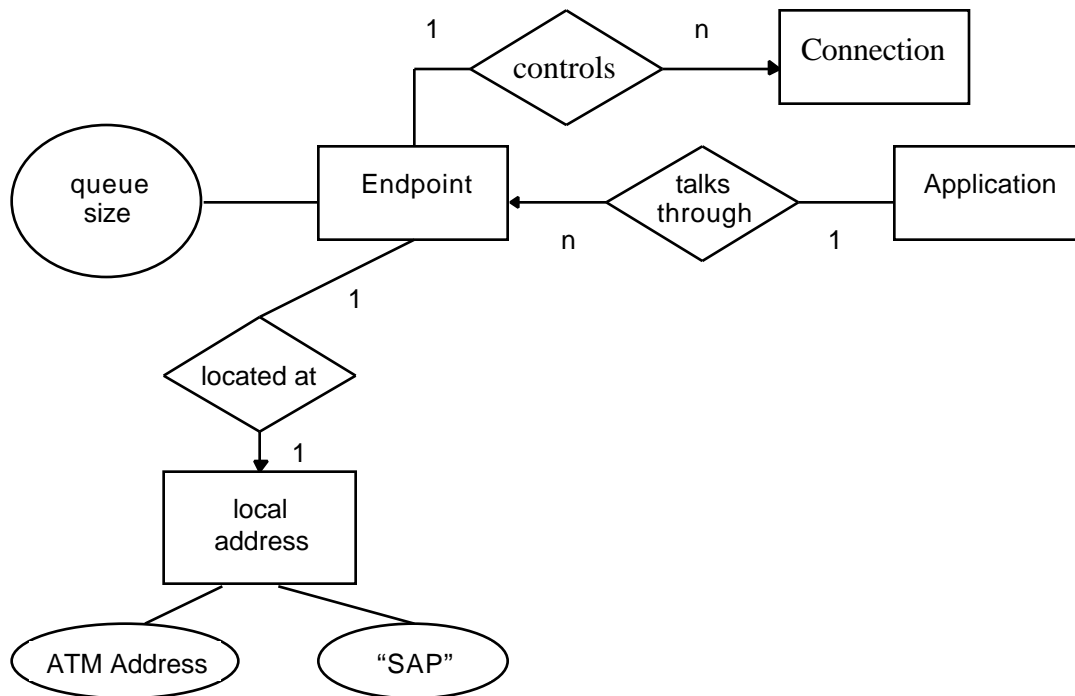 1
n
controls
Connection
queue
size
Endpoint
talks
through
Application
n
1
1
located at
1
local
address
ATM Address
“SAP”